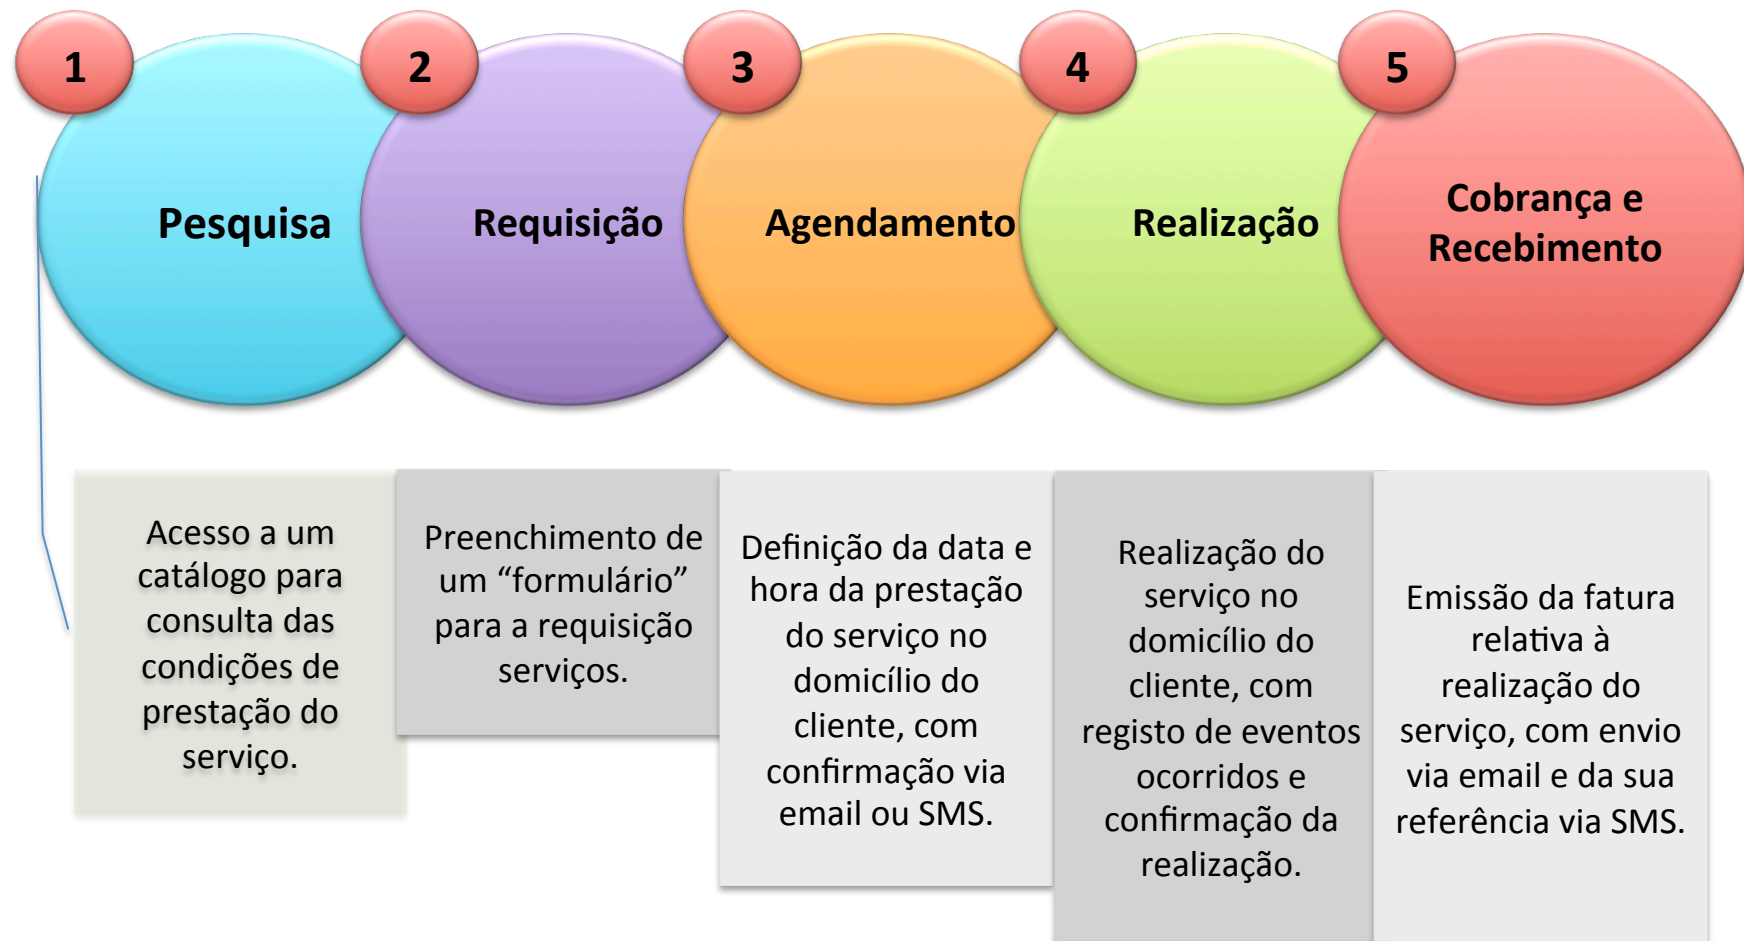 1
2
3
4
5
Pesquisa
Requisição
Agendamento
Realização
Cobrança e
Recebimento
Acesso a um
catálogo para
consulta das
condições de
prestação do
serviço.
Preenchimento de
um “formulário”
para a requisição
serviços.
Definição da data e
hora da prestação
do serviço no
domicílio do
cliente, com
confirmação via
email ou SMS.
Realização do
serviço no
domicílio do
cliente, com
registo de eventos
ocorridos e
confirmação da
realização.
Emissão da fatura
relativa à
realização do
serviço, com envio
via email e da sua
referência via SMS.